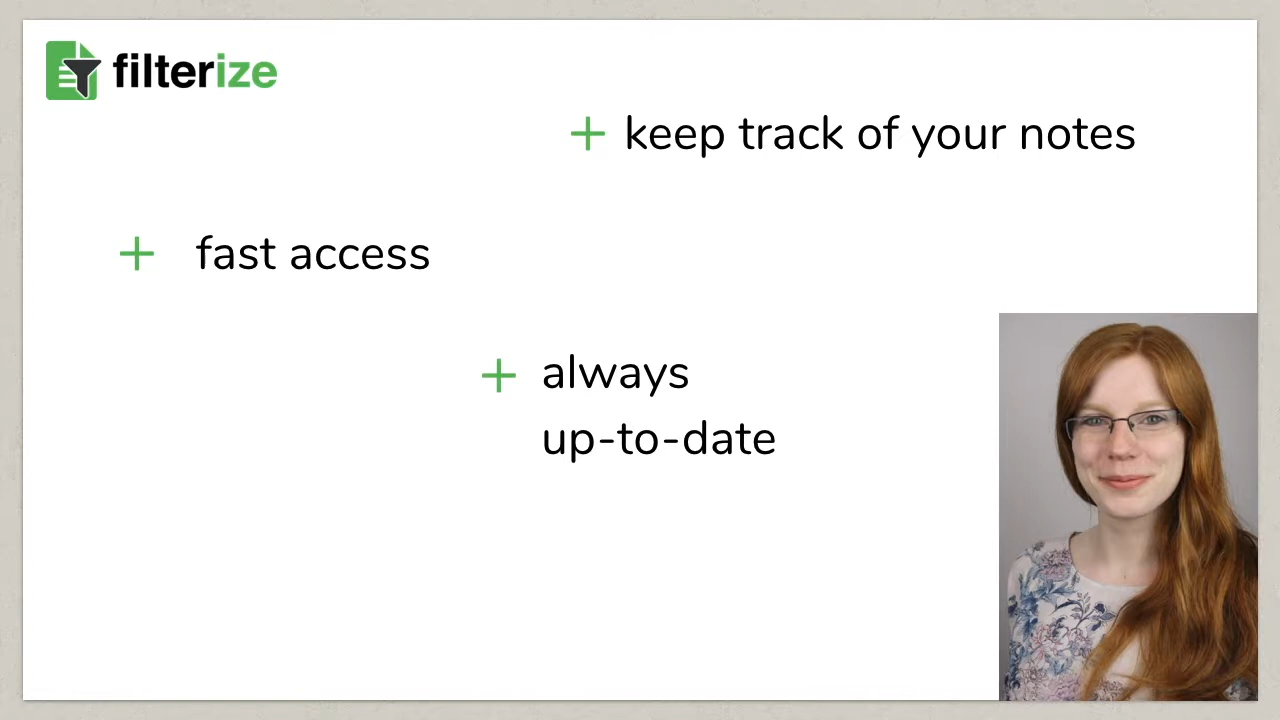 filterize
+ keep track of your notes
+ fast access
+ always
up-to-date